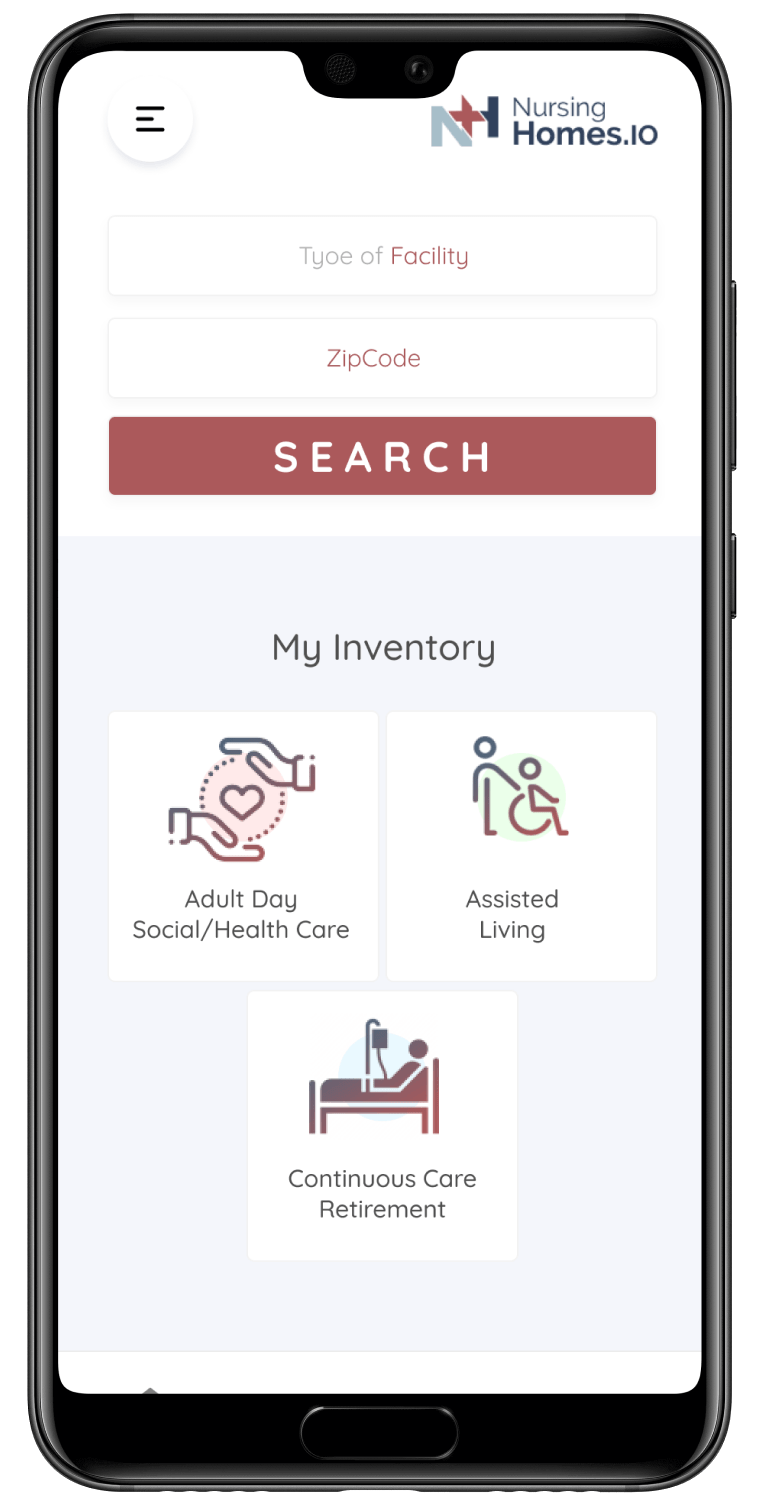 Nursing
Homes.IO
Tyoe of Facility
ZipCode
SEARCH
My Inventory
Adult Day
Social/Health Care
Assisted
Living
Continuous Care
Retirement